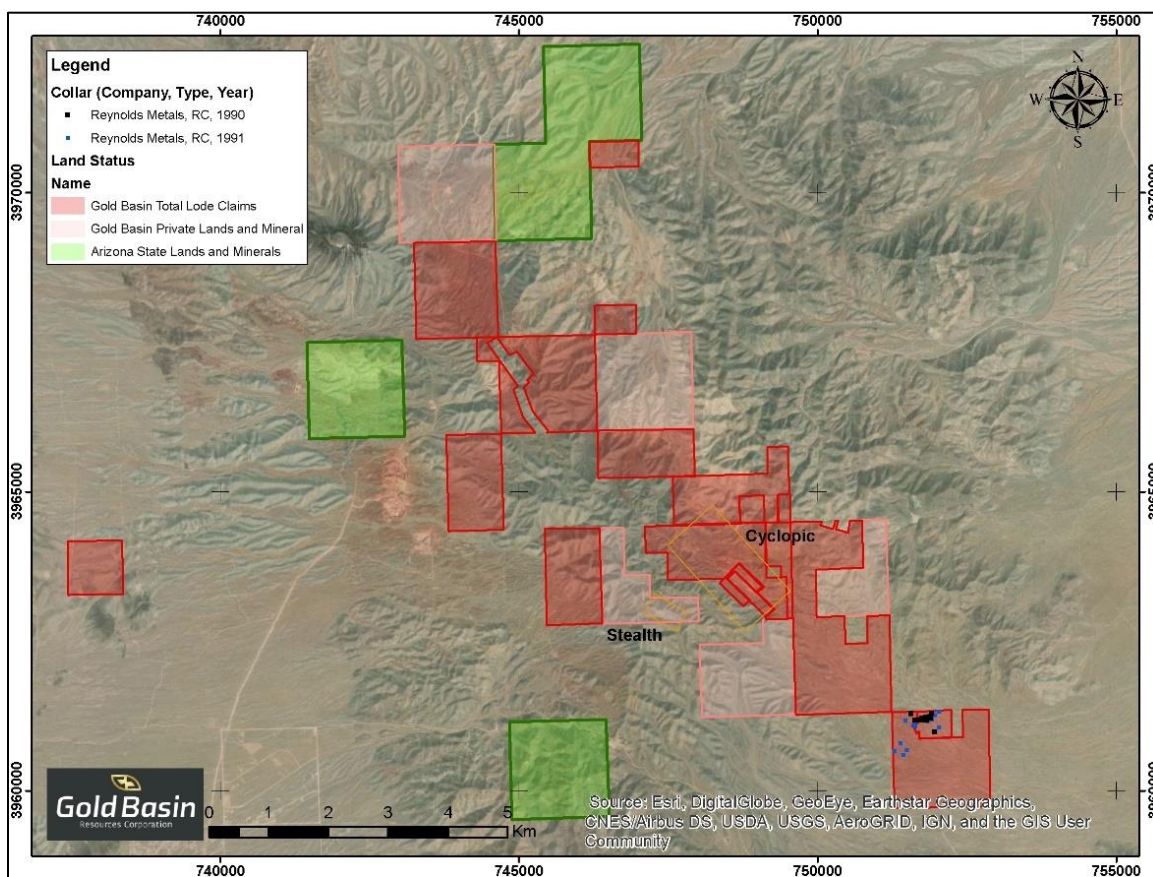 740000
745000
750000
755000
Legend
Collar (Company, Type, Year)
Reynolds Metals, RC, 1990
Reynolds Metals, RC, 1991
Land Status
Name
Gold Basin Total Lode Claims
Gold Basin Private Lands and Mineral
Arizona State Lands and Minerals
N
W
E
S
3970000
3970000
3965000
3965000
Cyclopic
Stealth
3960000
3960000
Gold Basin
Resources Corporation
0 1 2 3 4 5
Km
Source: Esri, DigitalGlobe, GeoEye, Earthstar Geographics,
CNES/Airbus DS, USDA, USGS, AeroGRID, IGN, and the GIS User
Community
740000
745000
750000
755000